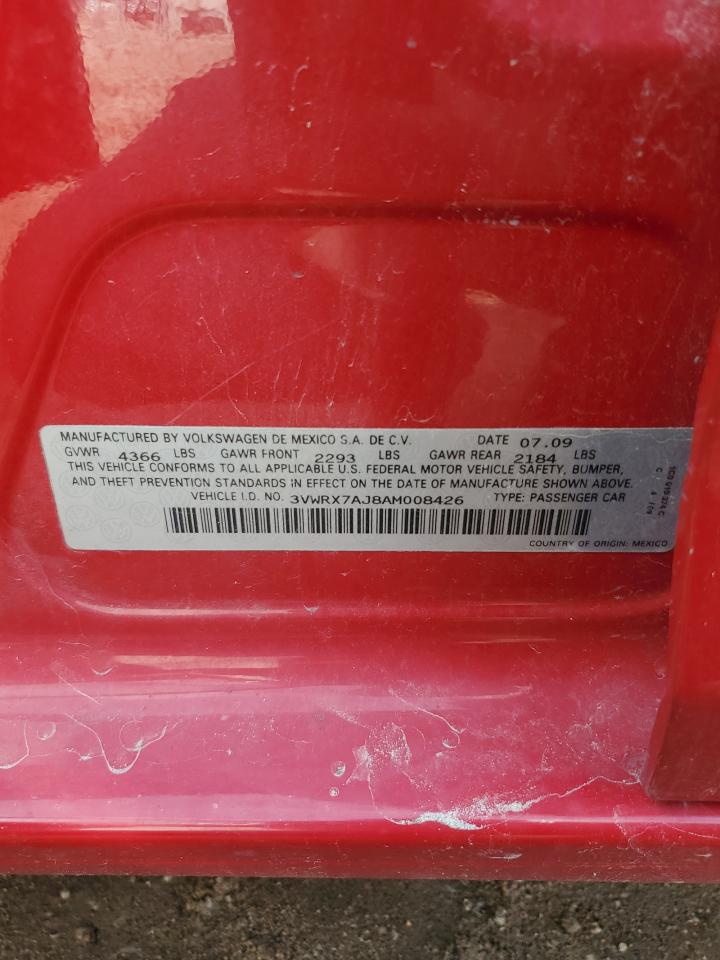 MANUFACTURED BY VOLKSWAGEN DE MEXICO S.A. DE C.V. DATE 07.09
GVWR 4366 LBS GAWR FRONT 2293 LBS GAWR REAR 2184 LBS
THIS VEHICLE CONFORMS TO ALL APPLICABLE U.S. FEDERAL MOTOR VEHICLE SAFETY, BUMPER,
AND THEFT PREVENTION STANDARDS IN EFFECT ON THE DATE OF MANUFACTURE SHOWN ABOVE.
VEHICLE I.D. NO. 3VWRX7AJ8AM008426 TYPE: PASSENGER CAR
COUNTRY OF ORIGIN: MEXICO